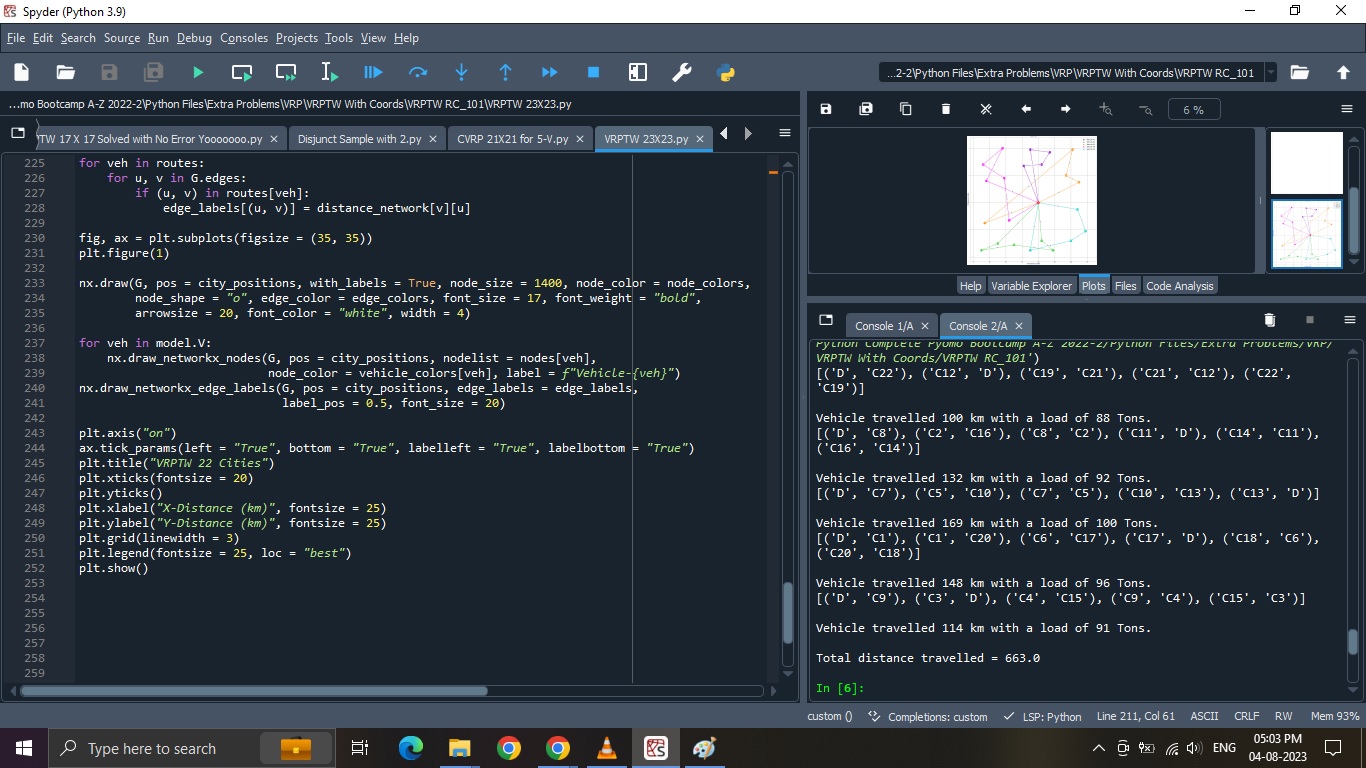 Spyder (Python 3.9)
File Edit Search Source Run Debug Consoles Projects Tools View Help
...2-2\Python Files\Extra Problems\VRP\VRPTW With Coords\VRPTW RC_101
...mo Bootcamp A-Z 2022-2\Python Files\Extra Problems\VRP\VRPTW With Coords\VRPTW RC_101\VRPTW 23X23.py
TW 17 X 17 Solved with No Error Yooooooo.py
Disjunct Sample with 2.py
CVRP 21X21 for 5-V.py
VRPTW 23X23.py
225 for veh in routes:
226     for u, v in G.edges:
227         if (u, v) in routes[veh]:
228             edge_labels[(u, v)] = distance_network[v][u]
229
230 fig, ax = plt.subplots(figsize = (35, 35))
231 plt.figure(1)
232
233 nx.draw(G, pos = city_positions, with_labels = True, node_size = 1400, node_color = node_colors,
234         node_shape = "o", edge_color = edge_colors, font_size = 17, font_weight = "bold",
235         arrowsize = 20, font_color = "white", width = 4)
236
237 for veh in model.V:
238     nx.draw_networkx_nodes(G, pos = city_positions, nodelist = nodes[veh],
239                            node_color = vehicle_colors[veh], label = f"Vehicle-{veh}")
240 nx.draw_networkx_edge_labels(G, pos = city_positions, edge_labels = edge_labels,
241                              label_pos = 0.5, font_size = 20)
242
243 plt.axis("on")
244 ax.tick_params(left = "True", bottom = "True", labelleft = "True", labelbottom = "True")
245 plt.title("VRPTW 22 Cities")
246 plt.xticks(fontsize = 20)
247 plt.yticks()
248 plt.xlabel("X-Distance (km)", fontsize = 25)
249 plt.ylabel("Y-Distance (km)", fontsize = 25)
250 plt.grid(linewidth = 3)
251 plt.legend(fontsize = 25, loc = "best")
252 plt.show()
253
254
255
256
257
258
259
6 %
Help Variable Explorer Plots Files Code Analysis
Console 1/A
Console 2/A
Python Complete Pyomo Bootcamp A-Z 2022-2/Python Files/Extra Problems/VRP/
VRPTW With Coords/VRPTW RC_101')
[('D', 'C22'), ('C12', 'D'), ('C19', 'C21'), ('C21', 'C12'), ('C22',
'C19')]
Vehicle travelled 100 km with a load of 88 Tons.
[('D', 'C8'), ('C2', 'C16'), ('C8', 'C2'), ('C11', 'D'), ('C14', 'C11'),
('C16', 'C14')]
Vehicle travelled 132 km with a load of 92 Tons.
[('D', 'C7'), ('C5', 'C10'), ('C7', 'C5'), ('C10', 'C13'), ('C13', 'D')]
Vehicle travelled 169 km with a load of 100 Tons.
[('D', 'C1'), ('C1', 'C20'), ('C6', 'C17'), ('C17', 'D'), ('C18', 'C6'),
('C20', 'C18')]
Vehicle travelled 148 km with a load of 96 Tons.
[('D', 'C9'), ('C3', 'D'), ('C4', 'C15'), ('C9', 'C4'), ('C15', 'C3')]
Vehicle travelled 114 km with a load of 91 Tons.
Total distance travelled = 663.0
In [6]:
custom () Completions: custom LSP: Python Line 211, Col 61 ASCII CRLF RW Mem 93%
Type here to search
ENG
05:03 PM
04-08-2023